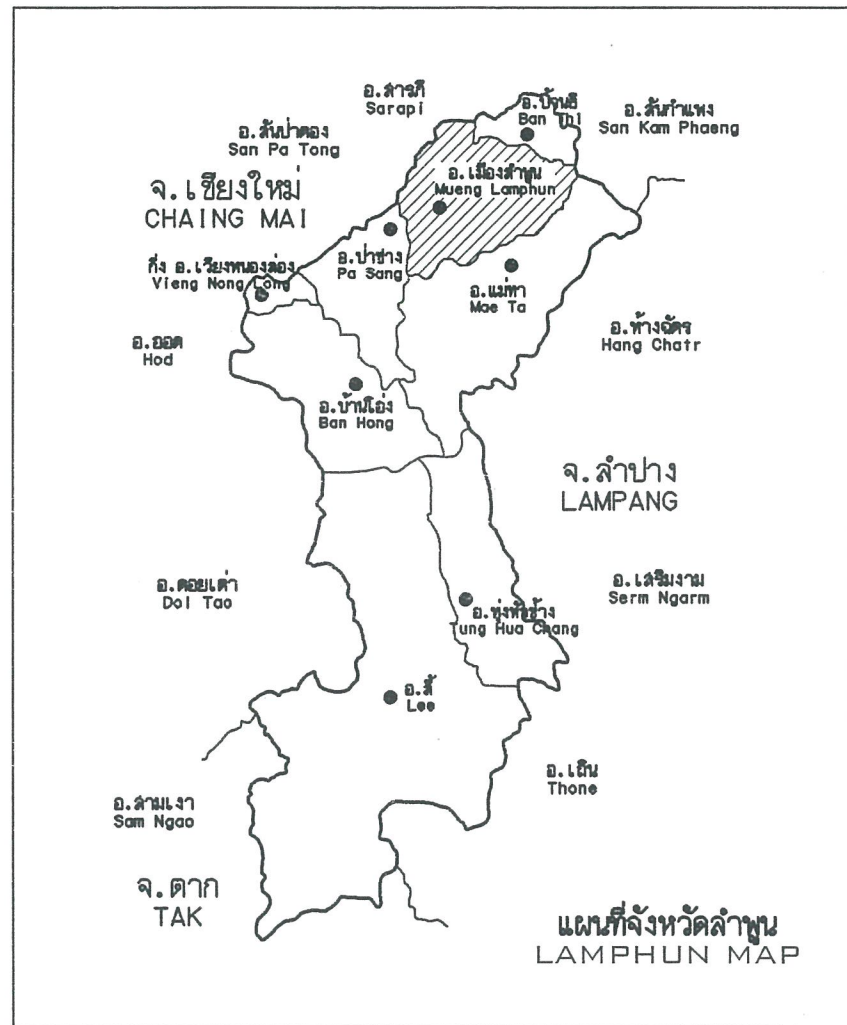 อ.สารภี
Sarapi
อ.บ้านธิ
Ban Thi
อ.สันกำแพง
San Kam Phaeng
อ.สันป่าตอง
San Pa Tong
อ.เมืองลำพูน
Mueng Lamphun
จ.เชียงใหม่
CHAING MAI
อ.ป่าซาง
Pa Sang
กิ่ง อ.เวียงหนองล่อง
Vieng Nong Long
อ.แม่ทา
Mae Ta
อ.ห้างฉัตร
Hang Chatr
อ.ฮอด
Hod
อ.บ้านโฮ่ง
Ban Hong
จ.ลำปาง
LAMPANG
อ.ดอยเต่า
Doi Tao
อ.เสริมงาม
Serm Ngarm
อ.ทุ่งหัวช้าง
Tung Hua Chang
อ.ลี้
Lee
อ.เถิน
Thone
อ.สามเงา
Sam Ngao
จ.ตาก
TAK
แผนที่จังหวัดลำพูน
LAMPHUN MAP